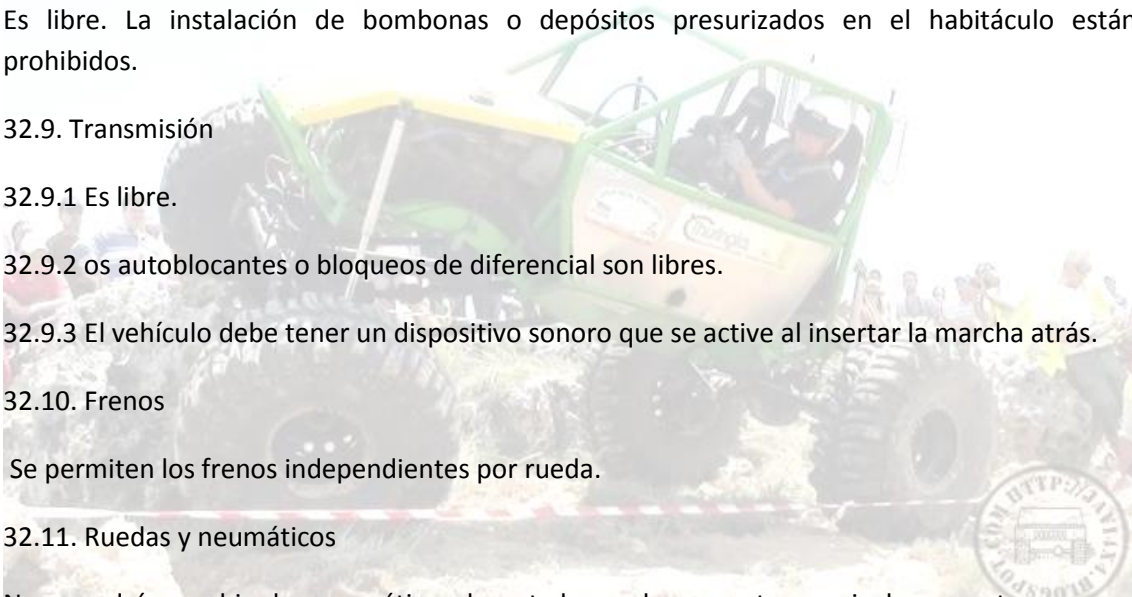 Es libre. La instalación de bombonas o depósitos presurizados en el habitáculo están
prohibidos.
32.9. Transmisión
32.9.1 Es libre.
32.9.2 os autoblocantes o bloqueos de diferencial son libres.
32.9.3 El vehículo debe tener un dispositivo sonoro que se active al insertar la marcha atrás.
32.10. Frenos
Se permiten los frenos independientes por rueda.
32.11. Ruedas y neumáticos
Thuringia